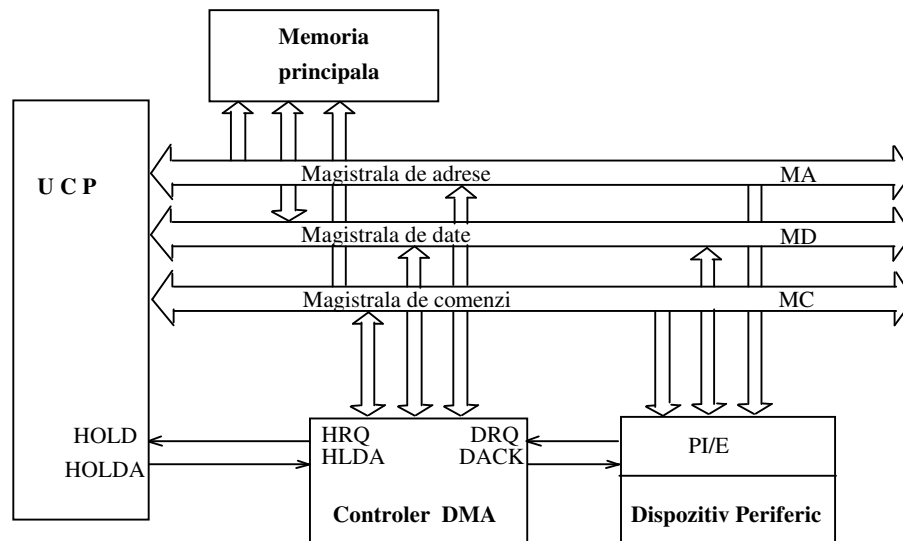 Memoria
principala
U C P
Magistrala de adrese MA
Magistrala de date MD
Magistrala de comenzi MC
HOLD HRQ DRQ PI/E
HOLDA HLDA DACK
Controler DMA Dispozitiv Periferic